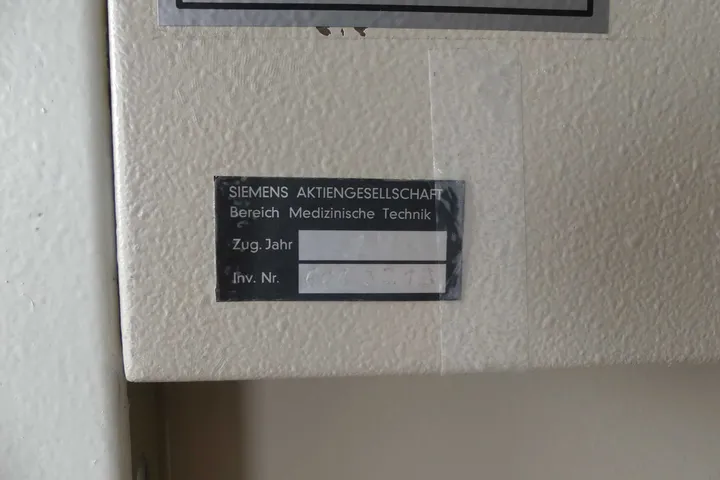 SIEMENS AKTIENGESELLSCHAFT
Bereich Medizinische Technik
Zug. Jahr
Inv. Nr.